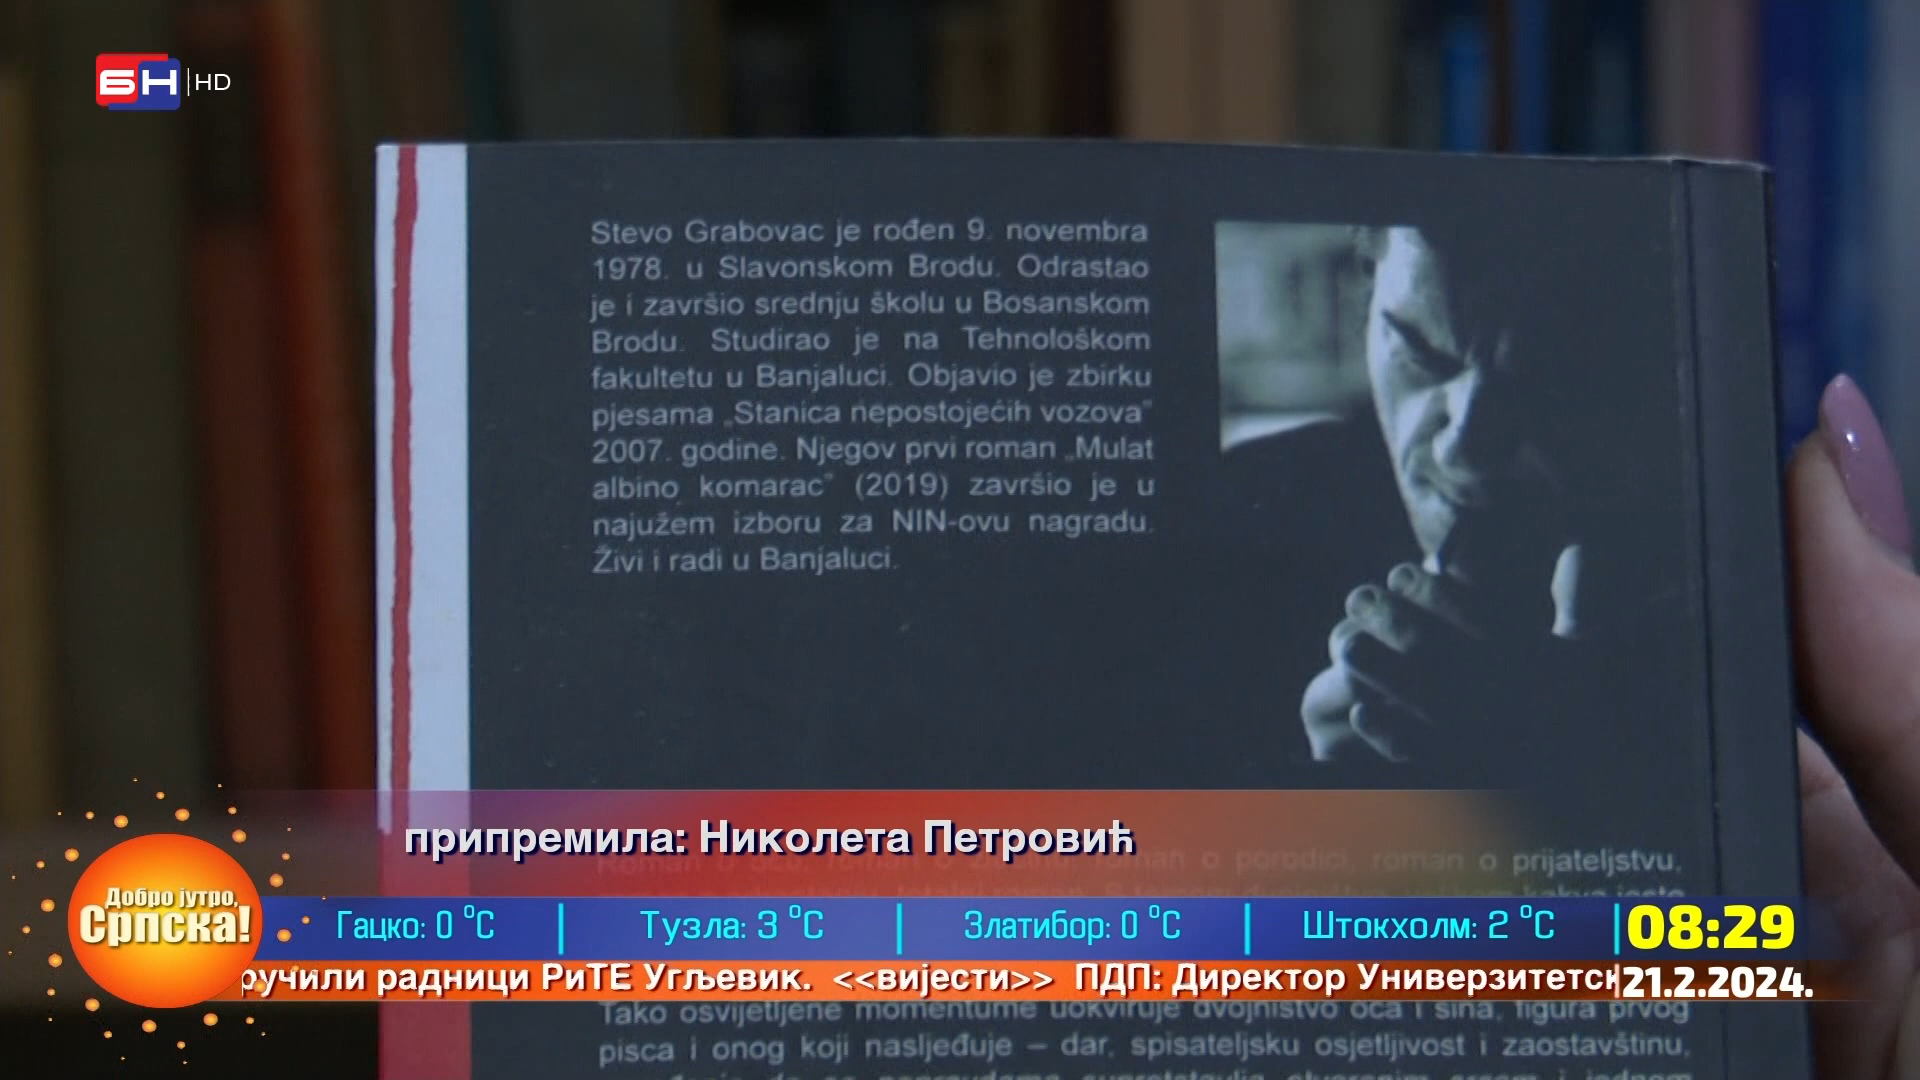 БН HD
Stevo Grabovac je rođen 9. novembra
1978. u Slavonskom Brodu. Odrastao
je i završio srednju školu u Bosanskom
Brodu. Studirao je na Tehnološkom
fakultetu u Banjaluci. Objavio je zbirku
pjesama „Stanica nepostojećih vozova”
2007. godine. Njegov prvi roman „Mulat
albino komarac” (2019) završio je u
najužem izboru za NIN-ovu nagradu.
Živi i radi u Banjaluci.
припремила: Николета Петровић
roman o porodici, roman o prijateljstvu,
Добро јутро,
Српска!
Гацко: 0 °C | Тузла: 3 °C | Златибор: 0 °C | Штокхолм: 2 °C | 08:29
ручили радници РиТЕ Угљевик. <<вијести>> ПДП: Директор Универзитетск
21.2.2024.
Tako osvijetljene momentume uokviruje dvojništvo oca i sina, figura prvog
pisca i onog koji nasljeđuje – dar, spisateljsku osjetljivost i zaostavštinu,